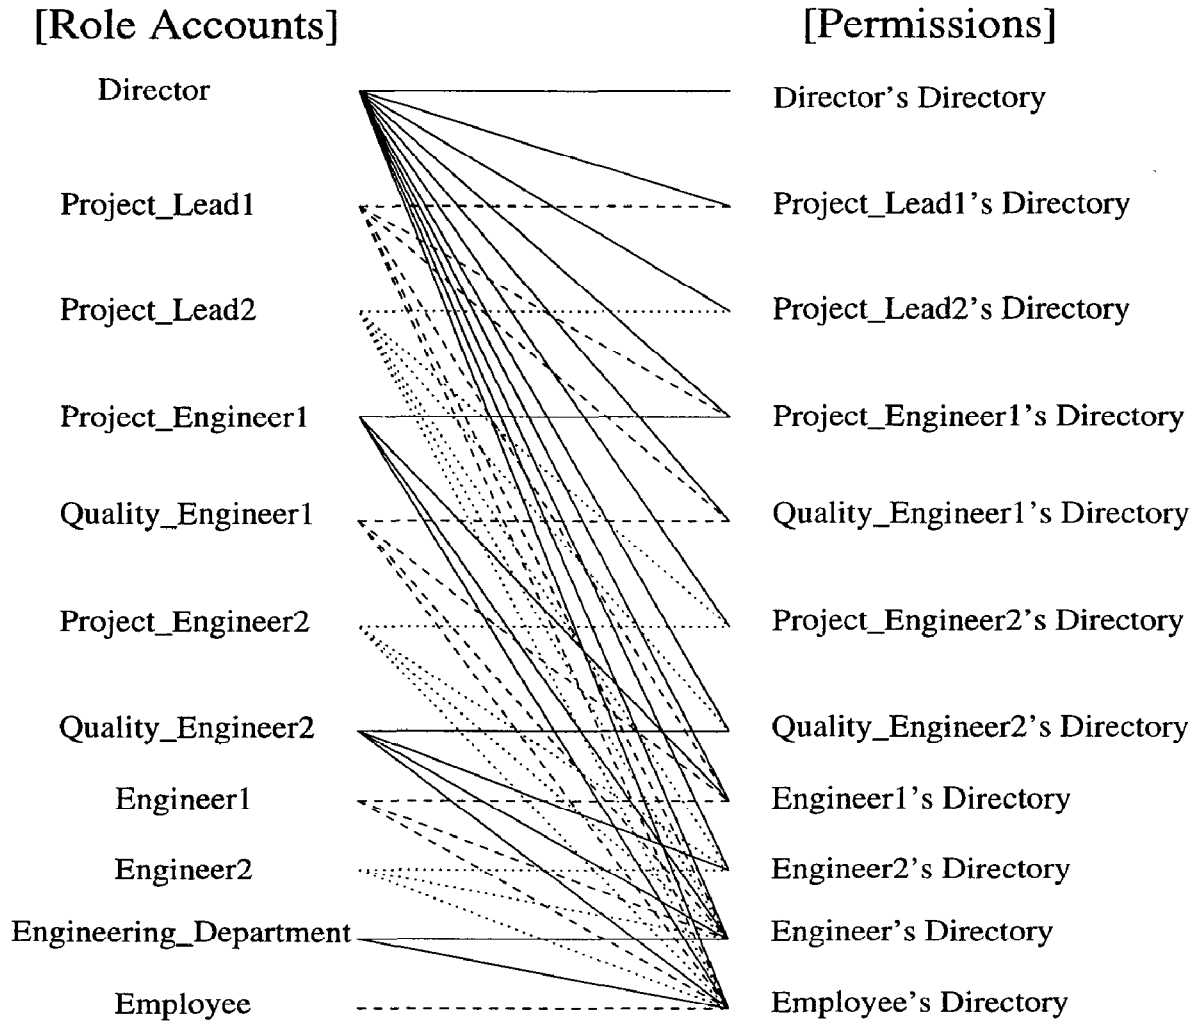 [Role Accounts] [Permissions]
Director Director's Directory
Project_Lead1 Project_Lead1's Directory
Project_Lead2 Project_Lead2's Directory
Project_Engineer1 Project_Engineer1's Directory
Quality_Engineer1 Quality_Engineer1's Directory
Project_Engineer2 Project_Engineer2's Directory
Quality_Engineer2 Quality_Engineer2's Directory
Engineer1 Engineer1's Directory
Engineer2 Engineer2's Directory
Engineering_Department Engineer's Directory
Employee Employee's Directory